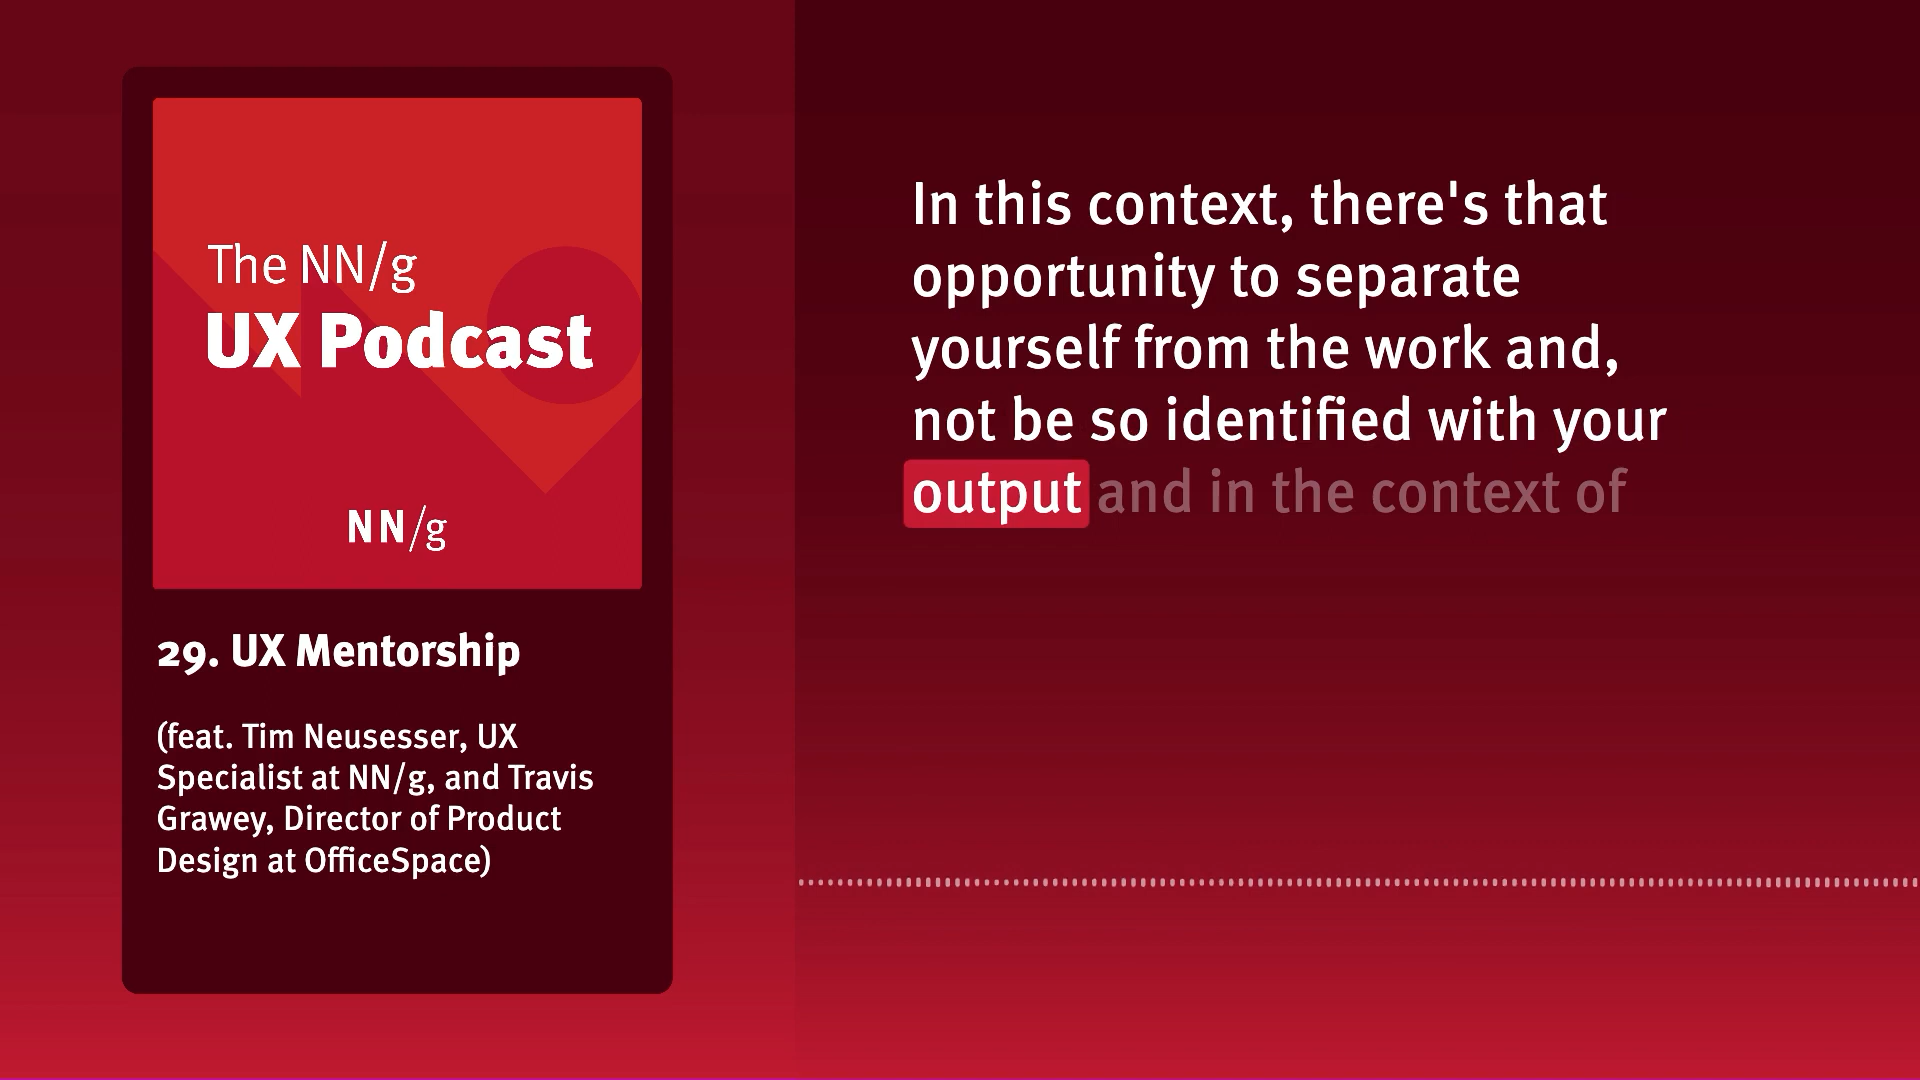 The NN/g
UX Podcast
NN/g
29. UX Mentorship
(feat. Tim Neusesser, UX
Specialist at NN/g, and Travis
Grawey, Director of Product
Design at OfficeSpace)
In this context, there's that
opportunity to separate
yourself from the work and,
not be so identified with your
output and in the context of